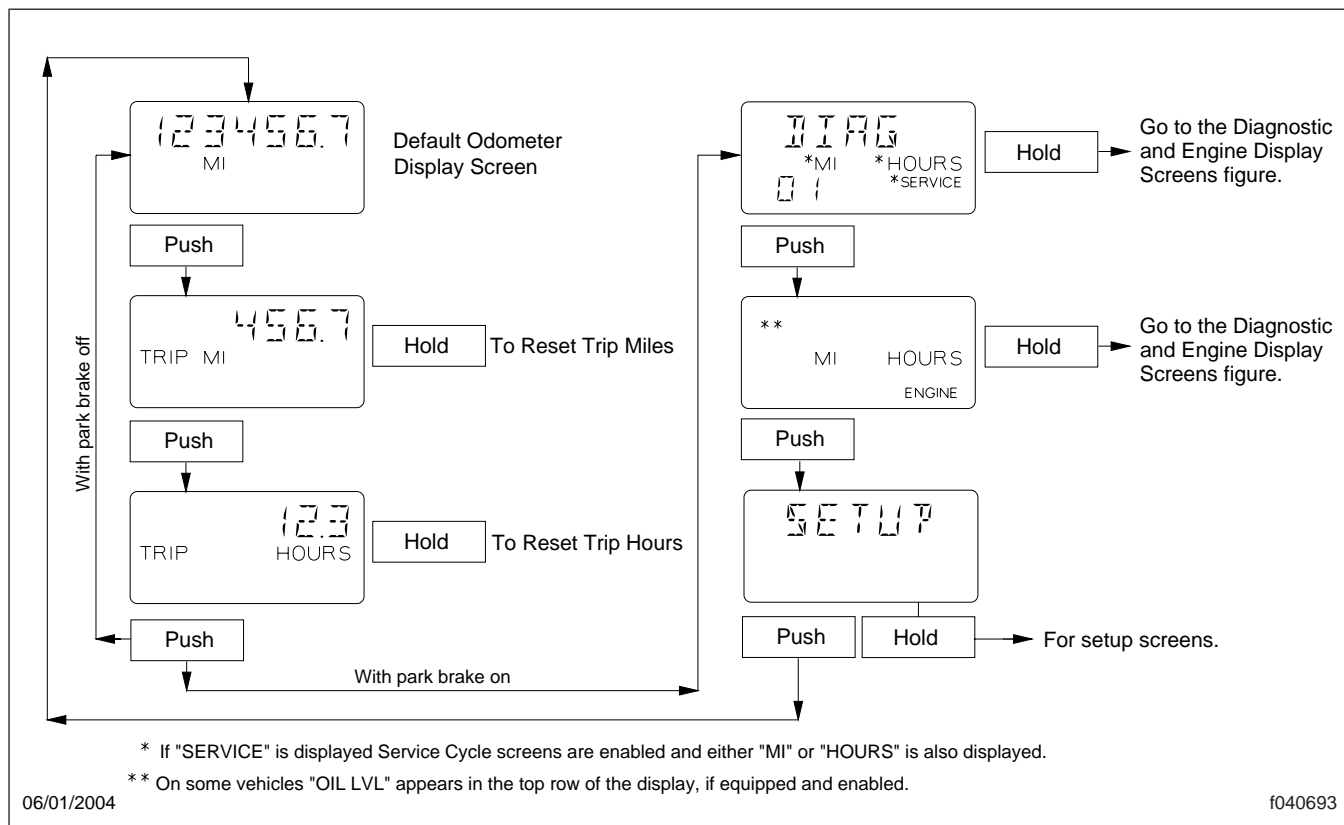 1234567.7
MI
Default Odometer
Display Screen
Push
456.7
TRIP MI
Hold
To Reset Trip Miles
Push
12.3
TRIP HOURS
Hold
To Reset Trip Hours
Push
With park brake off
With park brake on
DIAG
*MI *HOURS
*SERVICE
01
Hold
Go to the Diagnostic
and Engine Display
Screens figure.
Push
**
MI HOURS
ENGINE
Hold
Go to the Diagnostic
and Engine Display
Screens figure.
Push
SETUP
Push
Hold
For setup screens.
* If "SERVICE" is displayed Service Cycle screens are enabled and either "MI" or "HOURS" is also displayed.
** On some vehicles "OIL LVL" appears in the top row of the display, if equipped and enabled.
06/01/2004
f040693